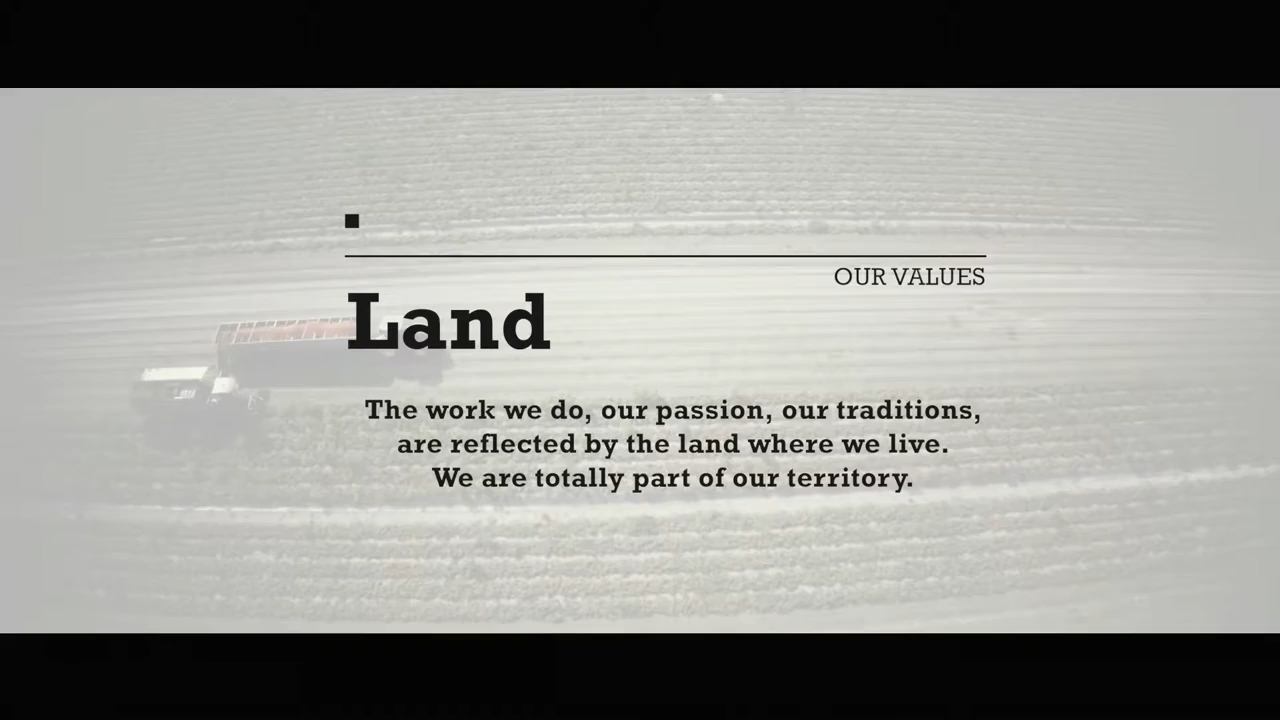 OUR VALUES
Land
The work we do, our passion, our traditions,
are reflected by the land where we live.
We are totally part of our territory.